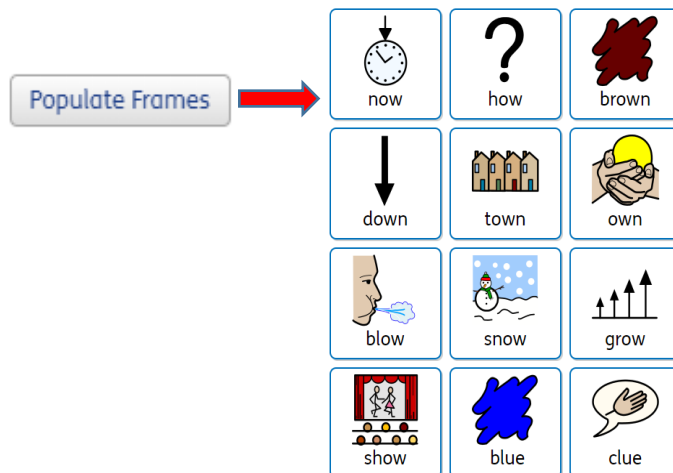 Populate Frames
now how brown
down town own
blow snow grow
show blue clue